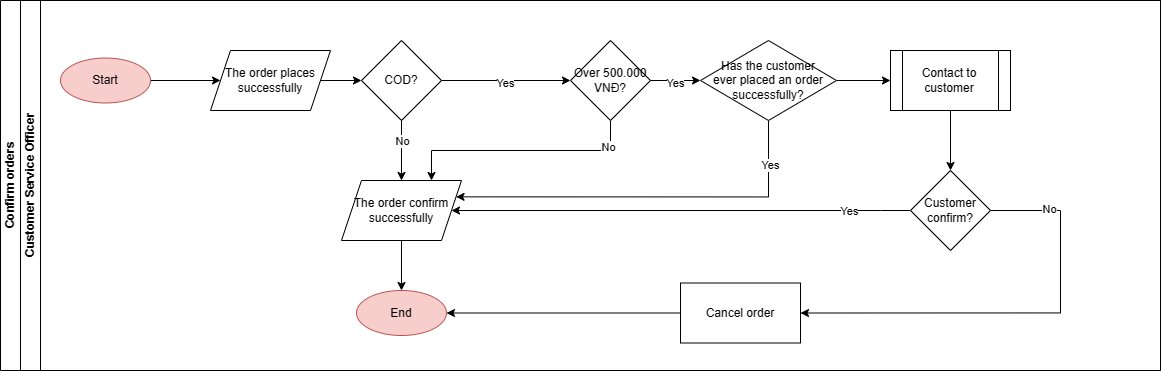 Confirm orders
Customer Service Officer
Start
The order places
successfully
COD?
Yes
Over 500.000
VNĐ?
Yes
Has the customer
ever placed an order
successfully?
Contact to
customer
No
No
Yes
The order confirm
successfully
Yes
Customer
confirm?
No
End
Cancel order